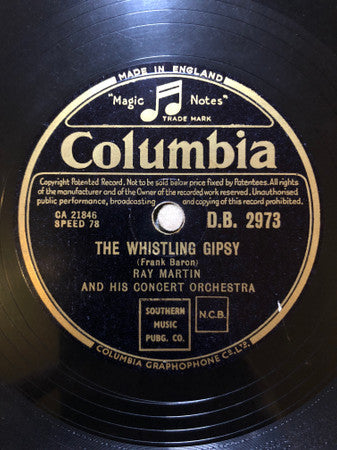 MADE IN ENGLAND
"Magic Notes"
TRADE MARK
Columbia
Copyright Patented Record. Not to be sold below price fixed by Patentees. All rights
of the manufacturer and of the Owner of the recorded work reserved. Unauthorised
public performance, broadcasting and copying of this record prohibited.
CA 21846
SPEED 78
D.B. 2973
THE WHISTLING GIPSY
(Frank Baron)
RAY MARTIN
AND HIS CONCERT ORCHESTRA
SOUTHERN
MUSIC
PUBG. CO.
N.C.B.
COLUMBIA GRAPHOPHONE Co. LTD.